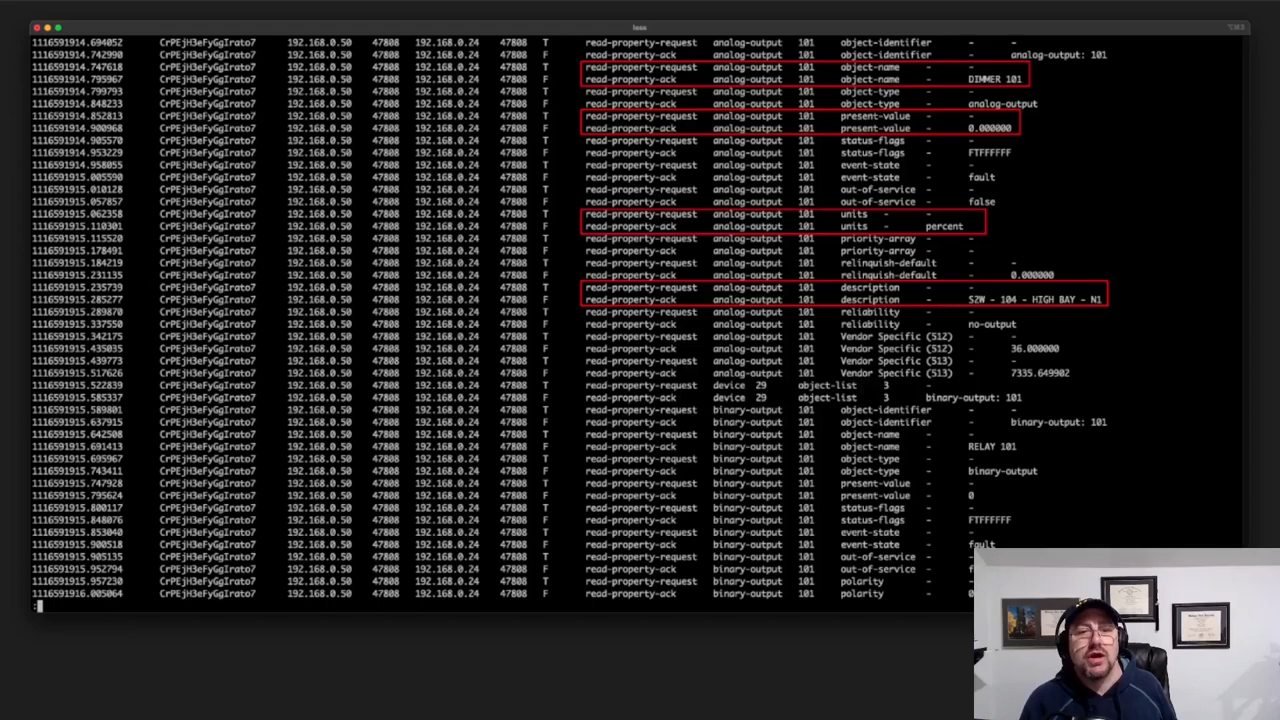 less
⌥⌘3
1116591914.694052 CrPEjH3eFyGgIrato7 192.168.0.50 47808 192.168.0.24 47808 T read-property-request analog-output 101 object-identifier - -
1116591914.742990 CrPEjH3eFyGgIrato7 192.168.0.50 47808 192.168.0.24 47808 F read-property-ack analog-output 101 object-identifier - analog-output: 101
1116591914.747618 CrPEjH3eFyGgIrato7 192.168.0.50 47808 192.168.0.24 47808 T read-property-request analog-output 101 object-name - -
1116591914.795967 CrPEjH3eFyGgIrato7 192.168.0.50 47808 192.168.0.24 47808 F read-property-ack analog-output 101 object-name - DIMMER 101
1116591914.799793 CrPEjH3eFyGgIrato7 192.168.0.50 47808 192.168.0.24 47808 T read-property-request analog-output 101 object-type - -
1116591914.848233 CrPEjH3eFyGgIrato7 192.168.0.50 47808 192.168.0.24 47808 F read-property-ack analog-output 101 object-type - analog-output
1116591914.852813 CrPEjH3eFyGgIrato7 192.168.0.50 47808 192.168.0.24 47808 T read-property-request analog-output 101 present-value - -
1116591914.900968 CrPEjH3eFyGgIrato7 192.168.0.50 47808 192.168.0.24 47808 F read-property-ack analog-output 101 present-value - 0.000000
1116591914.905570 CrPEjH3eFyGgIrato7 192.168.0.50 47808 192.168.0.24 47808 T read-property-request analog-output 101 status-flags - -
1116591914.953229 CrPEjH3eFyGgIrato7 192.168.0.50 47808 192.168.0.24 47808 F read-property-ack analog-output 101 status-flags - FTFFFFFF
1116591914.958055 CrPEjH3eFyGgIrato7 192.168.0.50 47808 192.168.0.24 47808 T read-property-request analog-output 101 event-state - -
1116591915.005590 CrPEjH3eFyGgIrato7 192.168.0.50 47808 192.168.0.24 47808 F read-property-ack analog-output 101 event-state - fault
1116591915.010128 CrPEjH3eFyGgIrato7 192.168.0.50 47808 192.168.0.24 47808 T read-property-request analog-output 101 out-of-service - -
1116591915.057857 CrPEjH3eFyGgIrato7 192.168.0.50 47808 192.168.0.24 47808 F read-property-ack analog-output 101 out-of-service - false
1116591915.062358 CrPEjH3eFyGgIrato7 192.168.0.50 47808 192.168.0.24 47808 T read-property-request analog-output 101 units - -
1116591915.110301 CrPEjH3eFyGgIrato7 192.168.0.50 47808 192.168.0.24 47808 F read-property-ack analog-output 101 units - percent
1116591915.115520 CrPEjH3eFyGgIrato7 192.168.0.50 47808 192.168.0.24 47808 T read-property-request analog-output 101 priority-array - -
1116591915.178491 CrPEjH3eFyGgIrato7 192.168.0.50 47808 192.168.0.24 47808 F read-property-ack analog-output 101 priority-array - -
1116591915.184219 CrPEjH3eFyGgIrato7 192.168.0.50 47808 192.168.0.24 47808 T read-property-request analog-output 101 relinquish-default - -
1116591915.231135 CrPEjH3eFyGgIrato7 192.168.0.50 47808 192.168.0.24 47808 F read-property-ack analog-output 101 relinquish-default - 0.000000
1116591915.235739 CrPEjH3eFyGgIrato7 192.168.0.50 47808 192.168.0.24 47808 T read-property-request analog-output 101 description - -
1116591915.285277 CrPEjH3eFyGgIrato7 192.168.0.50 47808 192.168.0.24 47808 F read-property-ack analog-output 101 description - S2W - 104 - HIGH BAY - N1
1116591915.289870 CrPEjH3eFyGgIrato7 192.168.0.50 47808 192.168.0.24 47808 T read-property-request analog-output 101 reliability - -
1116591915.337550 CrPEjH3eFyGgIrato7 192.168.0.50 47808 192.168.0.24 47808 F read-property-ack analog-output 101 reliability - no-output
1116591915.342175 CrPEjH3eFyGgIrato7 192.168.0.50 47808 192.168.0.24 47808 T read-property-request analog-output 101 Vendor Specific (512) - -
1116591915.435035 CrPEjH3eFyGgIrato7 192.168.0.50 47808 192.168.0.24 47808 F read-property-ack analog-output 101 Vendor Specific (512) - 36.000000
1116591915.439773 CrPEjH3eFyGgIrato7 192.168.0.50 47808 192.168.0.24 47808 T read-property-request analog-output 101 Vendor Specific (513) - -
1116591915.517626 CrPEjH3eFyGgIrato7 192.168.0.50 47808 192.168.0.24 47808 F read-property-ack analog-output 101 Vendor Specific (513) - 7335.649902
1116591915.522839 CrPEjH3eFyGgIrato7 192.168.0.50 47808 192.168.0.24 47808 T read-property-request device 29 object-list 3 -
1116591915.585337 CrPEjH3eFyGgIrato7 192.168.0.50 47808 192.168.0.24 47808 F read-property-ack device 29 object-list 3 binary-output: 101
1116591915.589801 CrPEjH3eFyGgIrato7 192.168.0.50 47808 192.168.0.24 47808 T read-property-request binary-output 101 object-identifier - -
1116591915.637915 CrPEjH3eFyGgIrato7 192.168.0.50 47808 192.168.0.24 47808 F read-property-ack binary-output 101 object-identifier - binary-output: 101
1116591915.642508 CrPEjH3eFyGgIrato7 192.168.0.50 47808 192.168.0.24 47808 T read-property-request binary-output 101 object-name - -
1116591915.691413 CrPEjH3eFyGgIrato7 192.168.0.50 47808 192.168.0.24 47808 F read-property-ack binary-output 101 object-name - RELAY 101
1116591915.695967 CrPEjH3eFyGgIrato7 192.168.0.50 47808 192.168.0.24 47808 T read-property-request binary-output 101 object-type - -
1116591915.743411 CrPEjH3eFyGgIrato7 192.168.0.50 47808 192.168.0.24 47808 F read-property-ack binary-output 101 object-type - binary-output
1116591915.747928 CrPEjH3eFyGgIrato7 192.168.0.50 47808 192.168.0.24 47808 T read-property-request binary-output 101 present-value - -
1116591915.795624 CrPEjH3eFyGgIrato7 192.168.0.50 47808 192.168.0.24 47808 F read-property-ack binary-output 101 present-value - 0
1116591915.800117 CrPEjH3eFyGgIrato7 192.168.0.50 47808 192.168.0.24 47808 T read-property-request binary-output 101 status-flags - -
1116591915.848076 CrPEjH3eFyGgIrato7 192.168.0.50 47808 192.168.0.24 47808 F read-property-ack binary-output 101 status-flags - FTFFFFFF
1116591915.853040 CrPEjH3eFyGgIrato7 192.168.0.50 47808 192.168.0.24 47808 T read-property-request binary-output 101 event-state - -
1116591915.900518 CrPEjH3eFyGgIrato7 192.168.0.50 47808 192.168.0.24 47808 F read-property-ack binary-output 101 event-state - fault
1116591915.905135 CrPEjH3eFyGgIrato7 192.168.0.50 47808 192.168.0.24 47808 T read-property-request binary-output 101 out-of-service -
1116591915.952794 CrPEjH3eFyGgIrato7 192.168.0.50 47808 192.168.0.24 47808 F read-property-ack binary-output 101 out-of-service -
1116591915.957230 CrPEjH3eFyGgIrato7 192.168.0.50 47808 192.168.0.24 47808 T read-property-request binary-output 101 polarity -
1116591916.005064 CrPEjH3eFyGgIrato7 192.168.0.50 47808 192.168.0.24 47808 F read-property-ack binary-output 101 polarity -
: